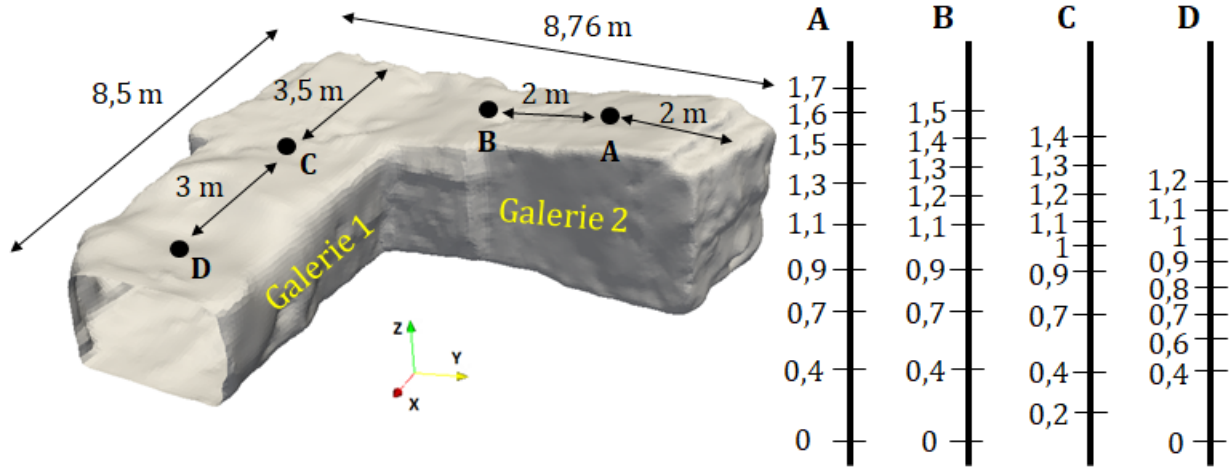 8,76 m
8,5 m
3,5 m
2 m
2 m
B
A
C
3 m
D
Galerie 1
Galerie 2
Z
Y
X
A
1,7
1,6
1,5
1,3
1,1
0,9
0,7
0,4
0
B
1,5
1,4
1,3
1,2
1,1
0,9
0,7
0,4
0
C
1,4
1,3
1,2
1,1
1
0,9
0,7
0,4
0,2
D
1,2
1,1
1
0,9
0,8
0,7
0,6
0,4
0